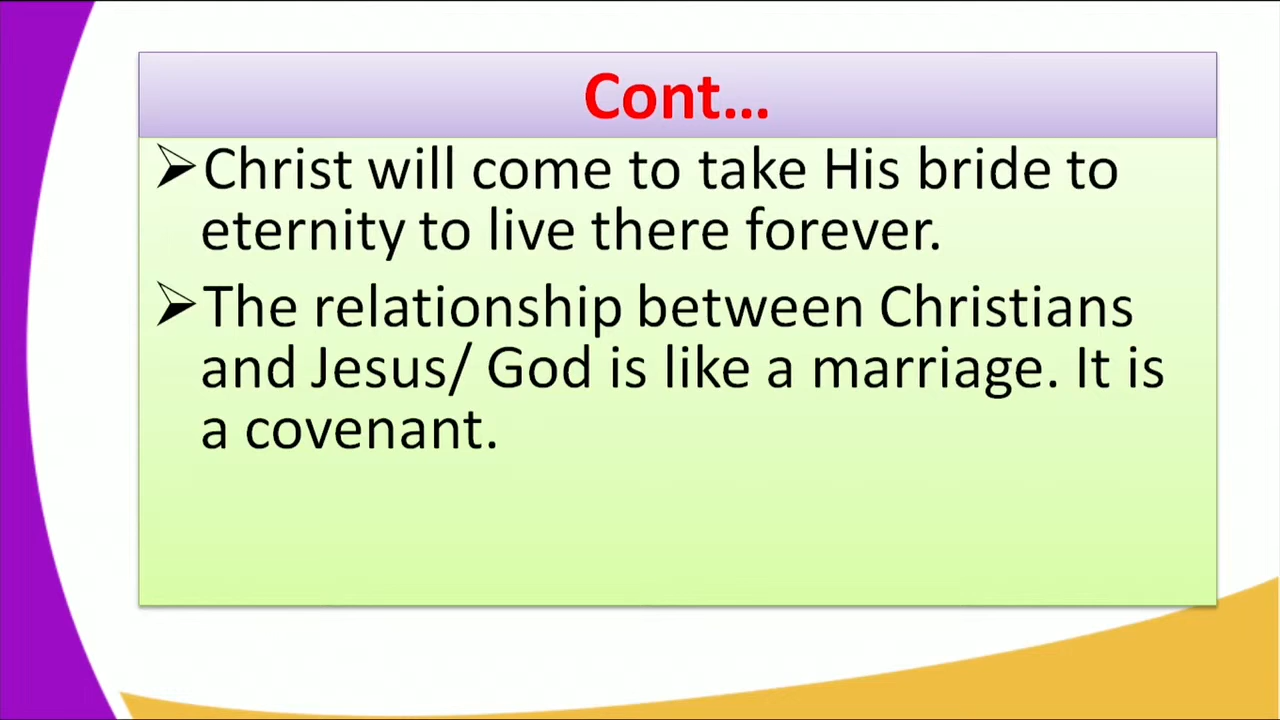 Cont...
➢Christ will come to take His bride to
eternity to live there forever.
➢The relationship between Christians
and Jesus/ God is like a marriage. It is
a covenant.